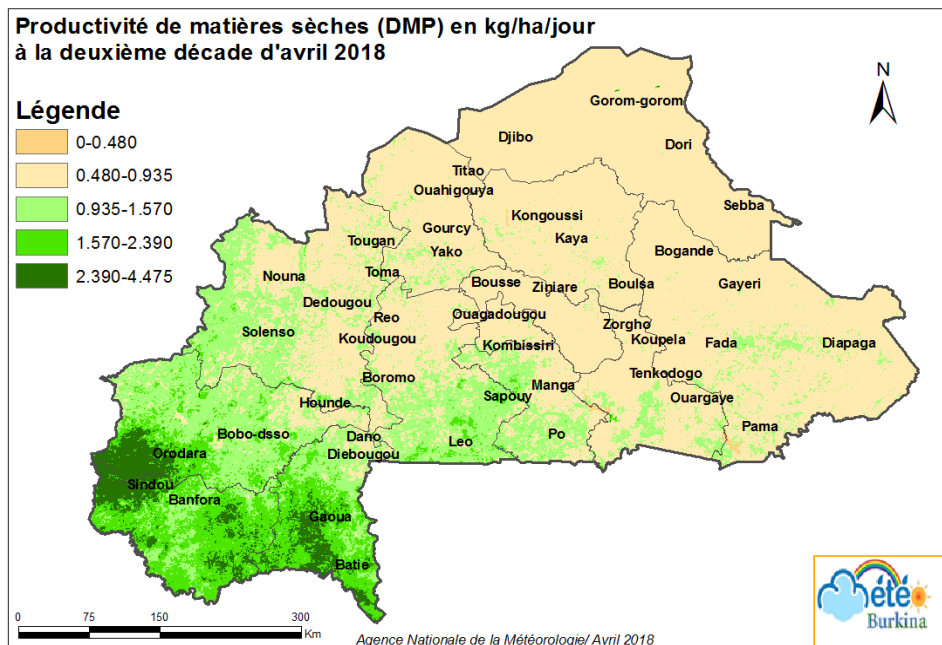 Productivité de matières sèches (DMP) en kg/ha/jour
à la deuxième décade d'avril 2018
N
Légende
0-0.480
0.480-0.935
0.935-1.570
1.570-2.390
2.390-4.475
Gorom-gorom
Djibo
Dori
Titao
Ouahigouya
Sebba
Kongoussi
Gourcy
Kaya
Tougan
Yako
Bogande
Nouna
Toma
Bousse
Ziniare
Boulsa
Gayeri
Dedougou
Reo
Ouagadougou
Zorgho
Solenso
Koudougou
Kombissiri
Koupela
Fada
Diapaga
Boromo
Manga
Tenkodogo
Sapouy
Ouargaye
Hounde
Bobo-dsso
Dano
Leo
Po
Pama
Orodara
Diebougou
Sindou
Banfora
Gaoua
Batie
0 75 150 300
Km
Agence Nationale de la Météorologie/ Avril 2018
Météo
Burkina